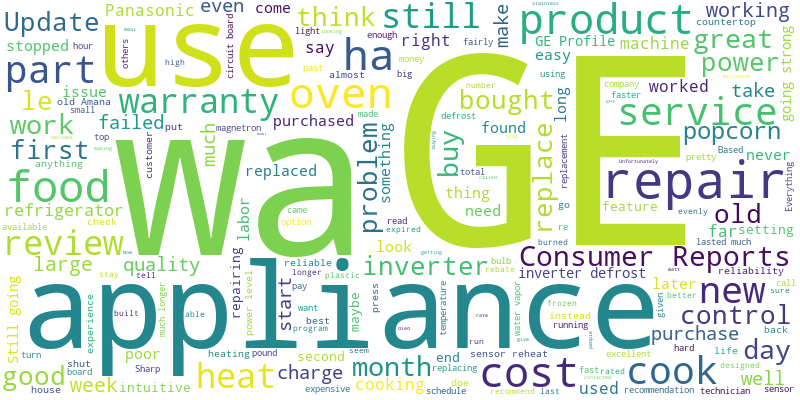 Panasonic
even
come
think
still
product
working
Update
use
ha
say
right
make
GE Profile
machine
countertop
great
stopped
hour
others
circuit board
light
enough
fairly
high
past
money
almost
big
easy
using
company
faster
power
going strong
part
issue
old Amana
small
le
warranty
oven
bought
long
worked
number
defrost
service
take
work
failed
top
put
magnetron
purchased
made
found
popcorn
first
anything
customer
much
problem
something
buy
total
replace
replacement
Based
never
wa
GE
food
replaced
thing
Unfortunately
pretty
Everything
repair
refrigerator
labor
came
option
read
expired
need
go
re
feature
evenly
old
available
check
review
look
burned
far
setting
large
quality
repairing
reliable
longer
inverter
Consumer Reports
lasted much
Still going
experience
stay
tell
built
able
much longer
power level
start
pay
plastic
bulb
rebate
inverter defrost
later
reliability
better
call
sure
appliance
want
best
program
maybe
press
temperature
water vapor
frozen
instead
running
given
new
control
turn
poor
shut
board
Sharp
heating
second
seem
month
end
replacing
sensor reheat
run
rate
give
purchase
back
hard
life
day
designed
excellent
good
house
week
intuitive
heat
pound
charge
expensive
cooking
schedule
doe
recommend
last
cost
fast
rated
contacted
used
people
cook
recommendation
technician
well
sensor